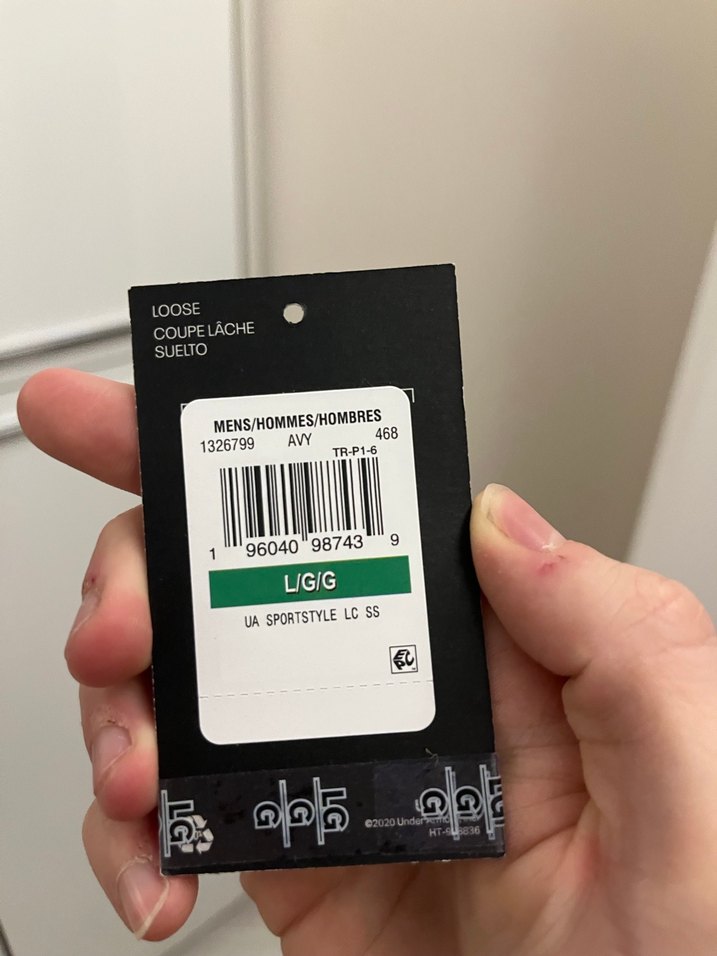 LOOSE
COUPE LÂCHE
SUELTO
MENS/HOMMES/HOMBRES
1326799 AVY 468
TR-P1-6
1 96040 98743 9
L/G/G
UA SPORTSTYLE LC SS
EPC
L/G/G
©2020 Under